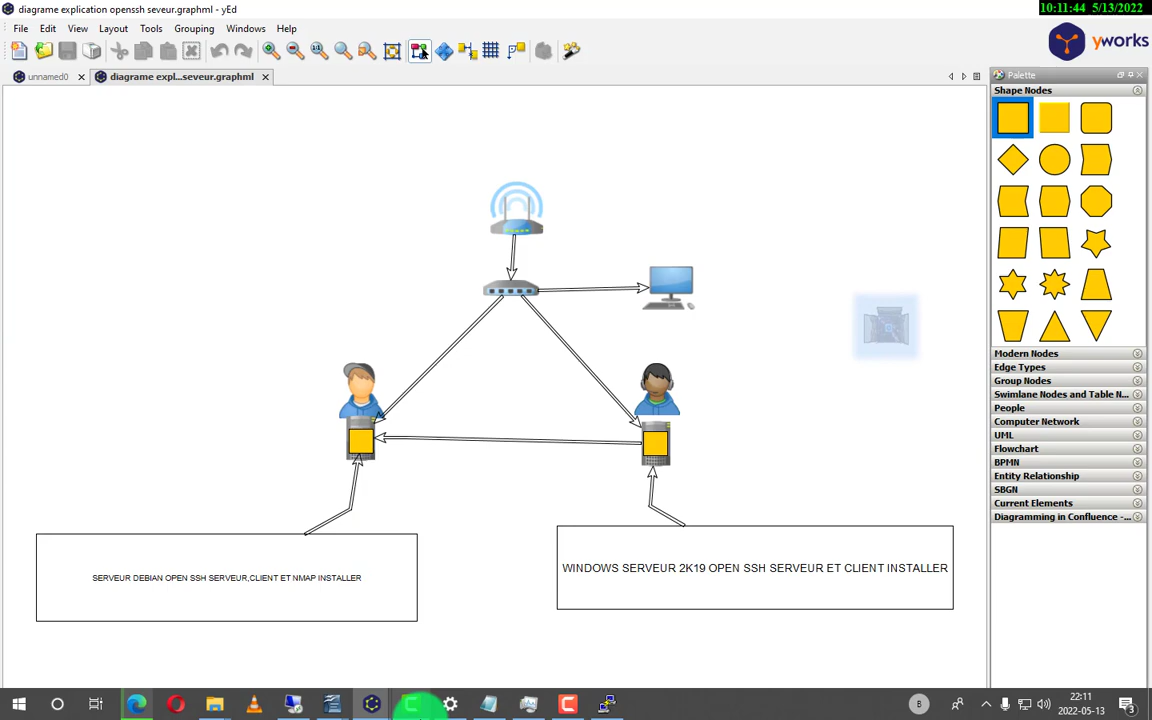 diagrame explication openssh seveur.graphml - yEd
10:11:44 5/13/2022
File Edit View Layout Tools Grouping Windows Help
yworks
unnamed0
diagrame expl...seveur.graphml
Palette
Shape Nodes
Modern Nodes
Edge Types
Group Nodes
Swimlane Nodes and Table N...
People
Computer Network
UML
Flowchart
BPMN
Entity Relationship
SBGN
Current Elements
Diagramming in Confluence -...
SERVEUR DEBIAN OPEN SSH SERVEUR,CLIENT ET NMAP INSTALLER
WINDOWS SERVEUR 2K19 OPEN SSH SERVEUR ET CLIENT INSTALLER
B
22:11
2022-05-13
3